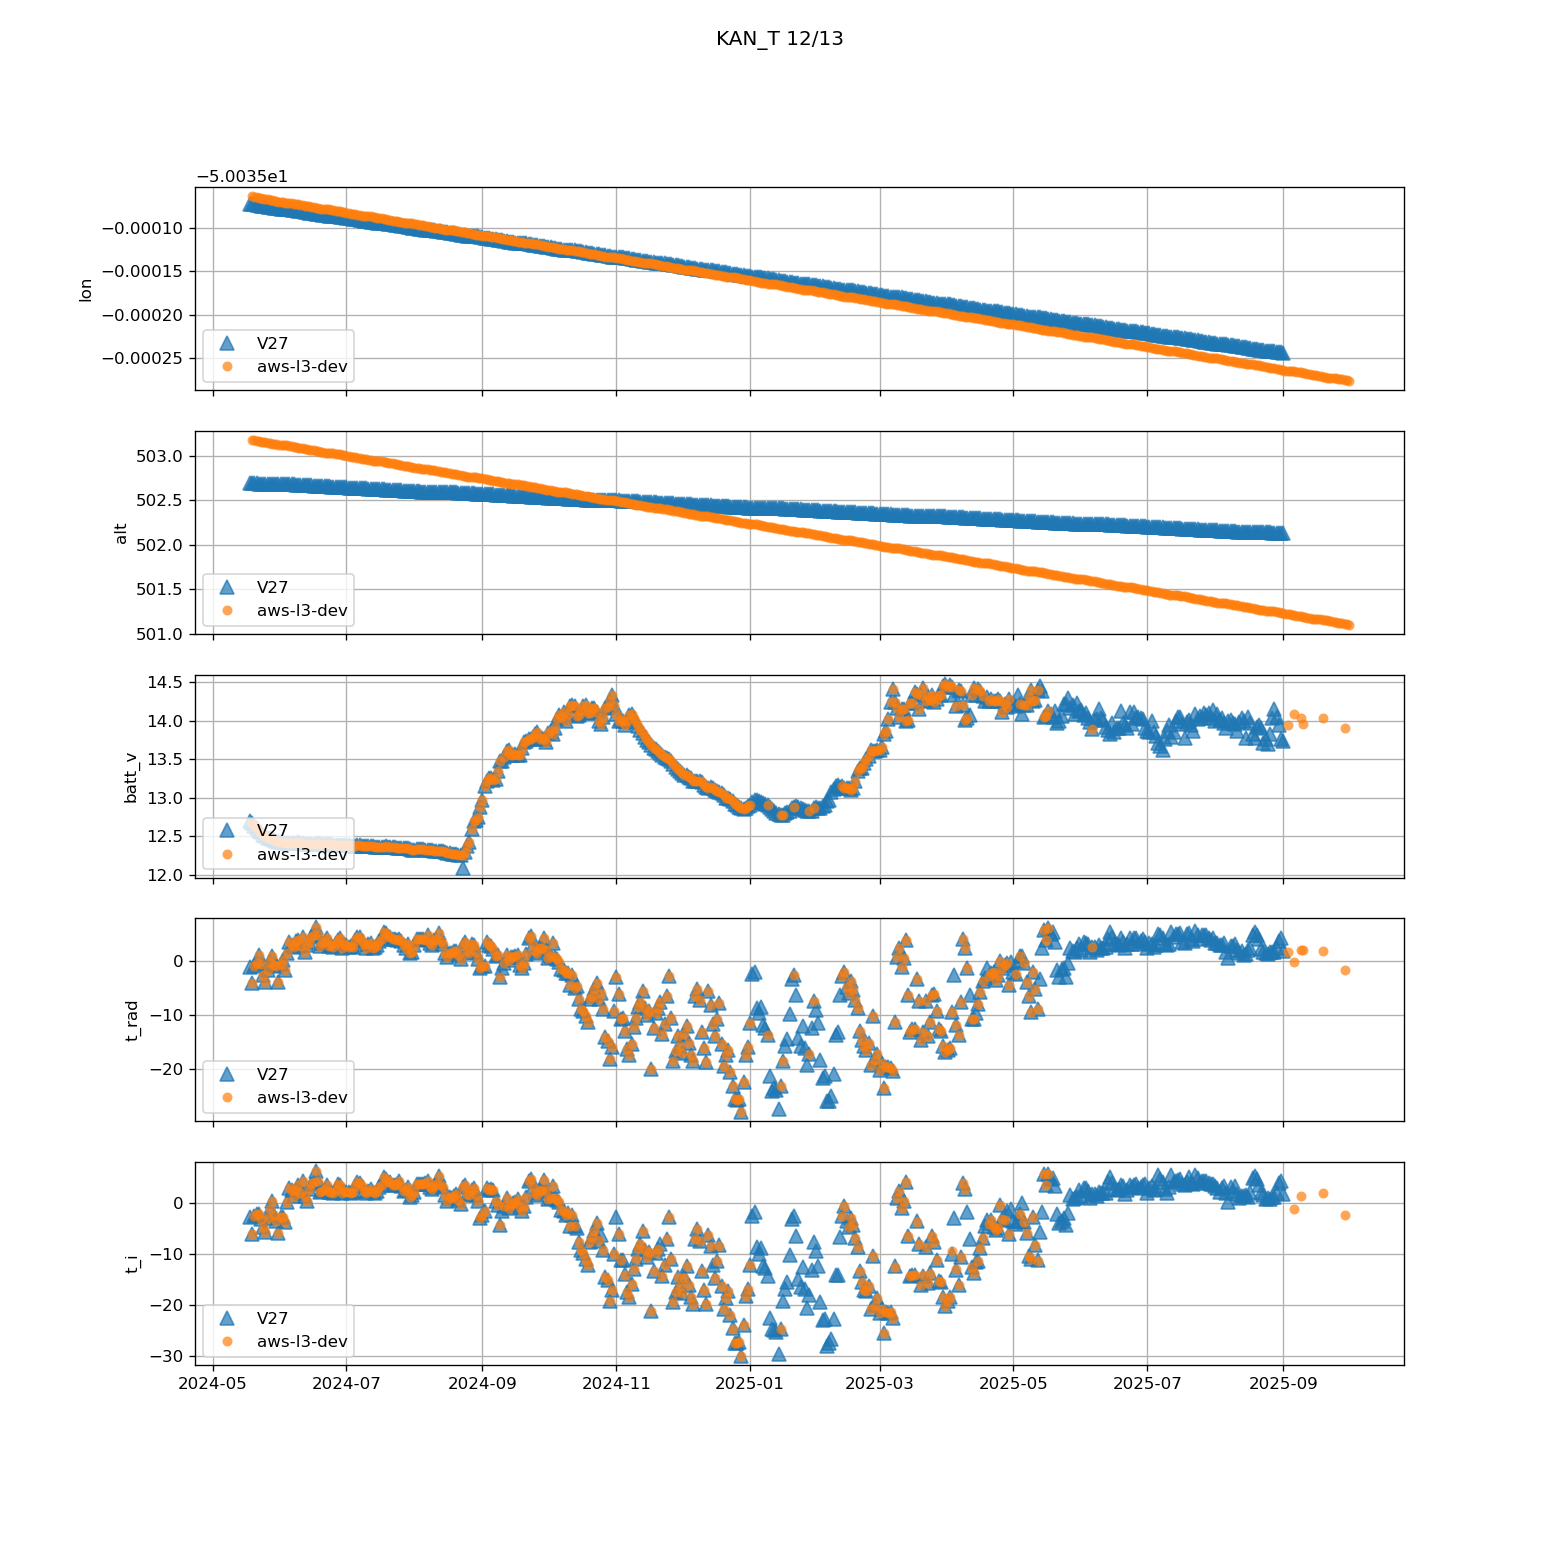 KAN_T 12/13
−5.0035e1
−0.00010
−0.00015
−0.00020
−0.00025
lon
V27
aws-l3-dev
503.0
502.5
502.0
501.5
501.0
alt
V27
aws-l3-dev
14.5
14.0
13.5
13.0
12.5
12.0
batt_v
V27
aws-l3-dev
0
−10
−20
t_rad
V27
aws-l3-dev
0
−10
−20
−30
t_i
V27
aws-l3-dev
2024-05 2024-07 2024-09 2024-11 2025-01 2025-03 2025-05 2025-07 2025-09